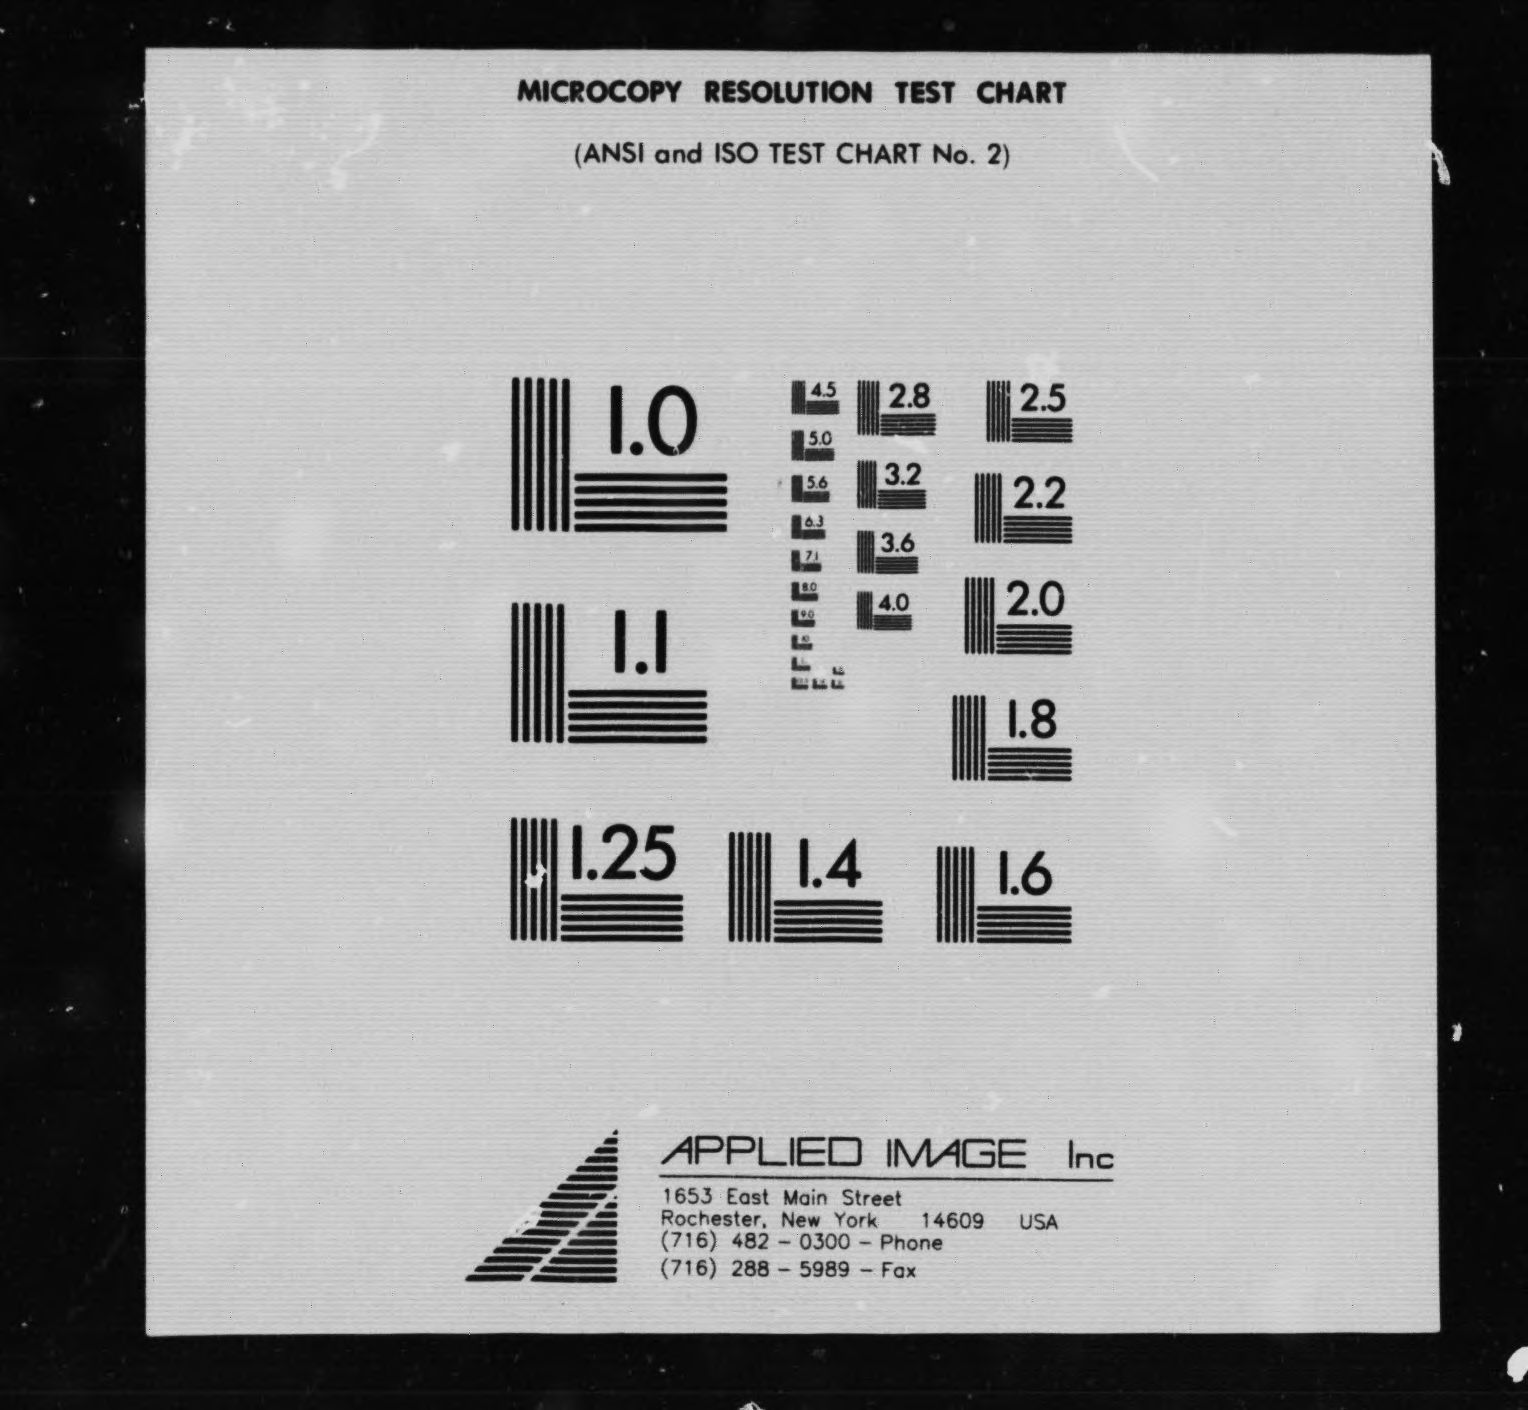 MICROCOPY RESOLUTION TEST CHART
(ANSI and ISO TEST CHART No. 2)
1.0
1.1
1.25
1.4
1.6
1.8
2.0
2.2
2.5
2.8
3.2
3.6
4.0
4.5
5.0
5.6
6.3
7.1
8.0
9.0
APPLIED IMAGE Inc
1653 East Main Street
Rochester, New York 14609 USA
(716) 482 - 0300 - Phone
(716) 288 - 5989 - Fax